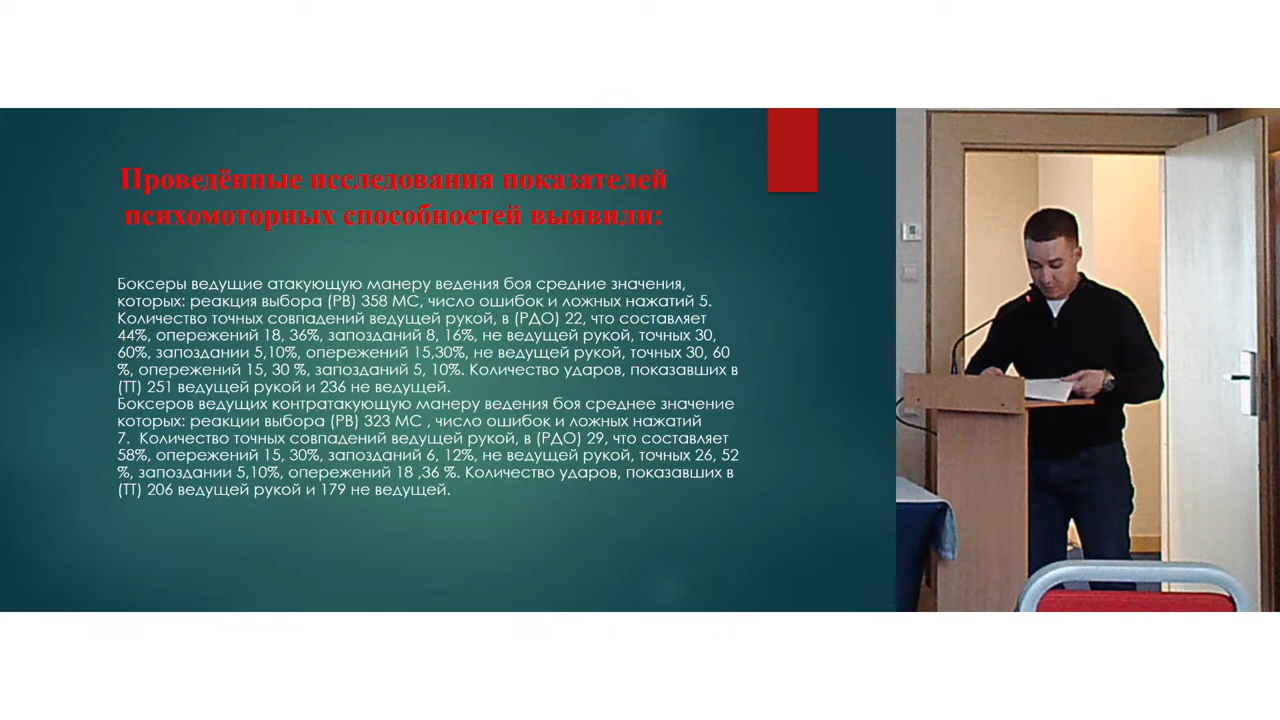 Проведённые исследования показателей
психомоторных способностей выявили:
Боксеры ведущие атакующую манеру ведения боя средние значения,
которых: реакция выбора (РВ) 358 МС, число ошибок и ложных нажатий 5.
Количество точных совпадений ведущей рукой, в (РДО) 22, что составляет
44%, опережений 18, 36%, запозданий 8, 16%, не ведущей рукой, точных 30,
60%, запоздании 5,10%, опережений 15,30%, не ведущей рукой, точных 30, 60
%, опережений 15, 30 %, запозданий 5, 10%. Количество ударов, показавших в
(ТТ) 251 ведущей рукой и 236 не ведущей.
Боксеров ведущих контратакующую манеру ведения боя среднее значение
которых: реакции выбора (РВ) 323 МС , число ошибок и ложных нажатий
7.  Количество точных совпадений ведущей рукой, в (РДО) 29, что составляет
58%, опережений 15, 30%, запозданий 6, 12%, не ведущей рукой, точных 26, 52
%, запоздании 5,10%, опережений 18 ,36 %. Количество ударов, показавших в
(ТТ) 206 ведущей рукой и 179 не ведущей.